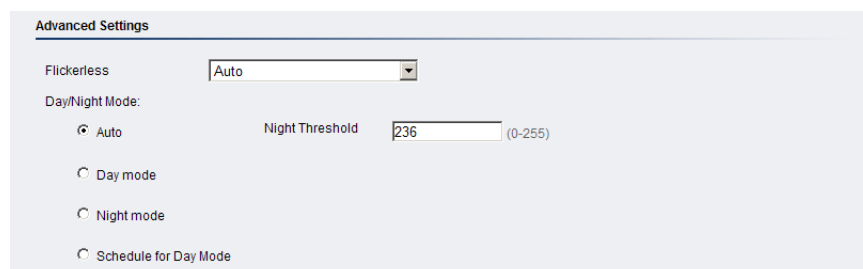 Advanced Settings
Flickerless Auto
Day/Night Mode:
Auto Night Threshold 236 (0-255)
Day mode
Night mode
Schedule for Day Mode